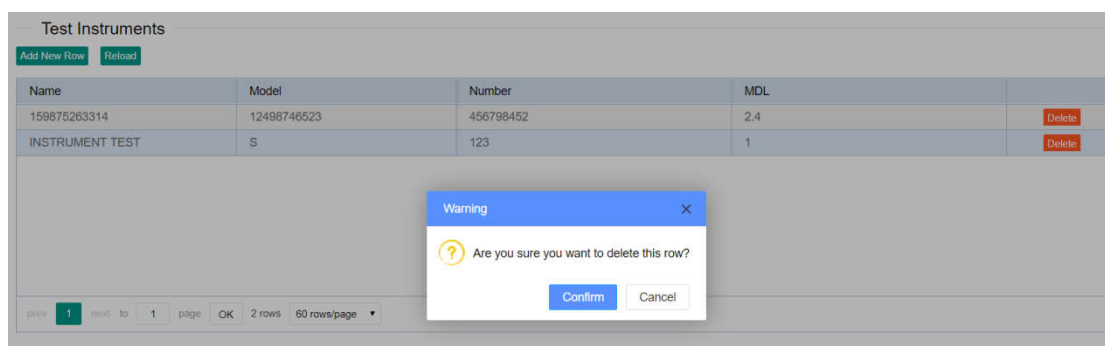 Test Instruments
Add New Row Reload
Name Model Number MDL
159875263314 12498746523 456798452 2.4 Delete
INSTRUMENT TEST S 123 1 Delete
Warning
Are you sure you want to delete this row?
Confirm Cancel
prev 1 next to 1 page OK 2 rows 60 rows/page